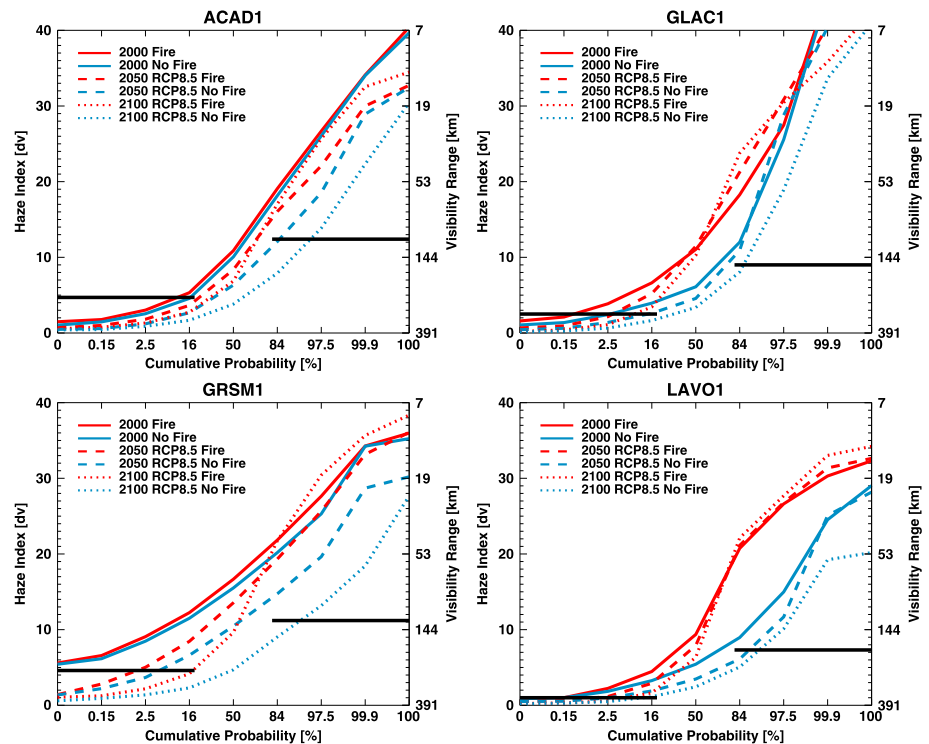 ACAD1
40
30
20
10
0
Haze Index [dv]
2000 Fire
2000 No Fire
2050 RCP8.5 Fire
2050 RCP8.5 No Fire
2100 RCP8.5 Fire
2100 RCP8.5 No Fire
7
19
53
144
391
Visibility Range [km]
0 0.15 2.5 16 50 84 97.5 99.9 100
Cumulative Probability [%]
GLAC1
40
30
20
10
0
Haze Index [dv]
2000 Fire
2000 No Fire
2050 RCP8.5 Fire
2050 RCP8.5 No Fire
2100 RCP8.5 Fire
2100 RCP8.5 No Fire
7
19
53
144
391
Visibility Range [km]
0 0.15 2.5 16 50 84 97.5 99.9 100
Cumulative Probability [%]
GRSM1
40
30
20
10
0
Haze Index [dv]
2000 Fire
2000 No Fire
2050 RCP8.5 Fire
2050 RCP8.5 No Fire
2100 RCP8.5 Fire
2100 RCP8.5 No Fire
7
19
53
144
391
Visibility Range [km]
0 0.15 2.5 16 50 84 97.5 99.9 100
Cumulative Probability [%]
LAVO1
40
30
20
10
0
Haze Index [dv]
2000 Fire
2000 No Fire
2050 RCP8.5 Fire
2050 RCP8.5 No Fire
2100 RCP8.5 Fire
2100 RCP8.5 No Fire
7
19
53
144
391
Visibility Range [km]
0 0.15 2.5 16 50 84 97.5 99.9 100
Cumulative Probability [%]